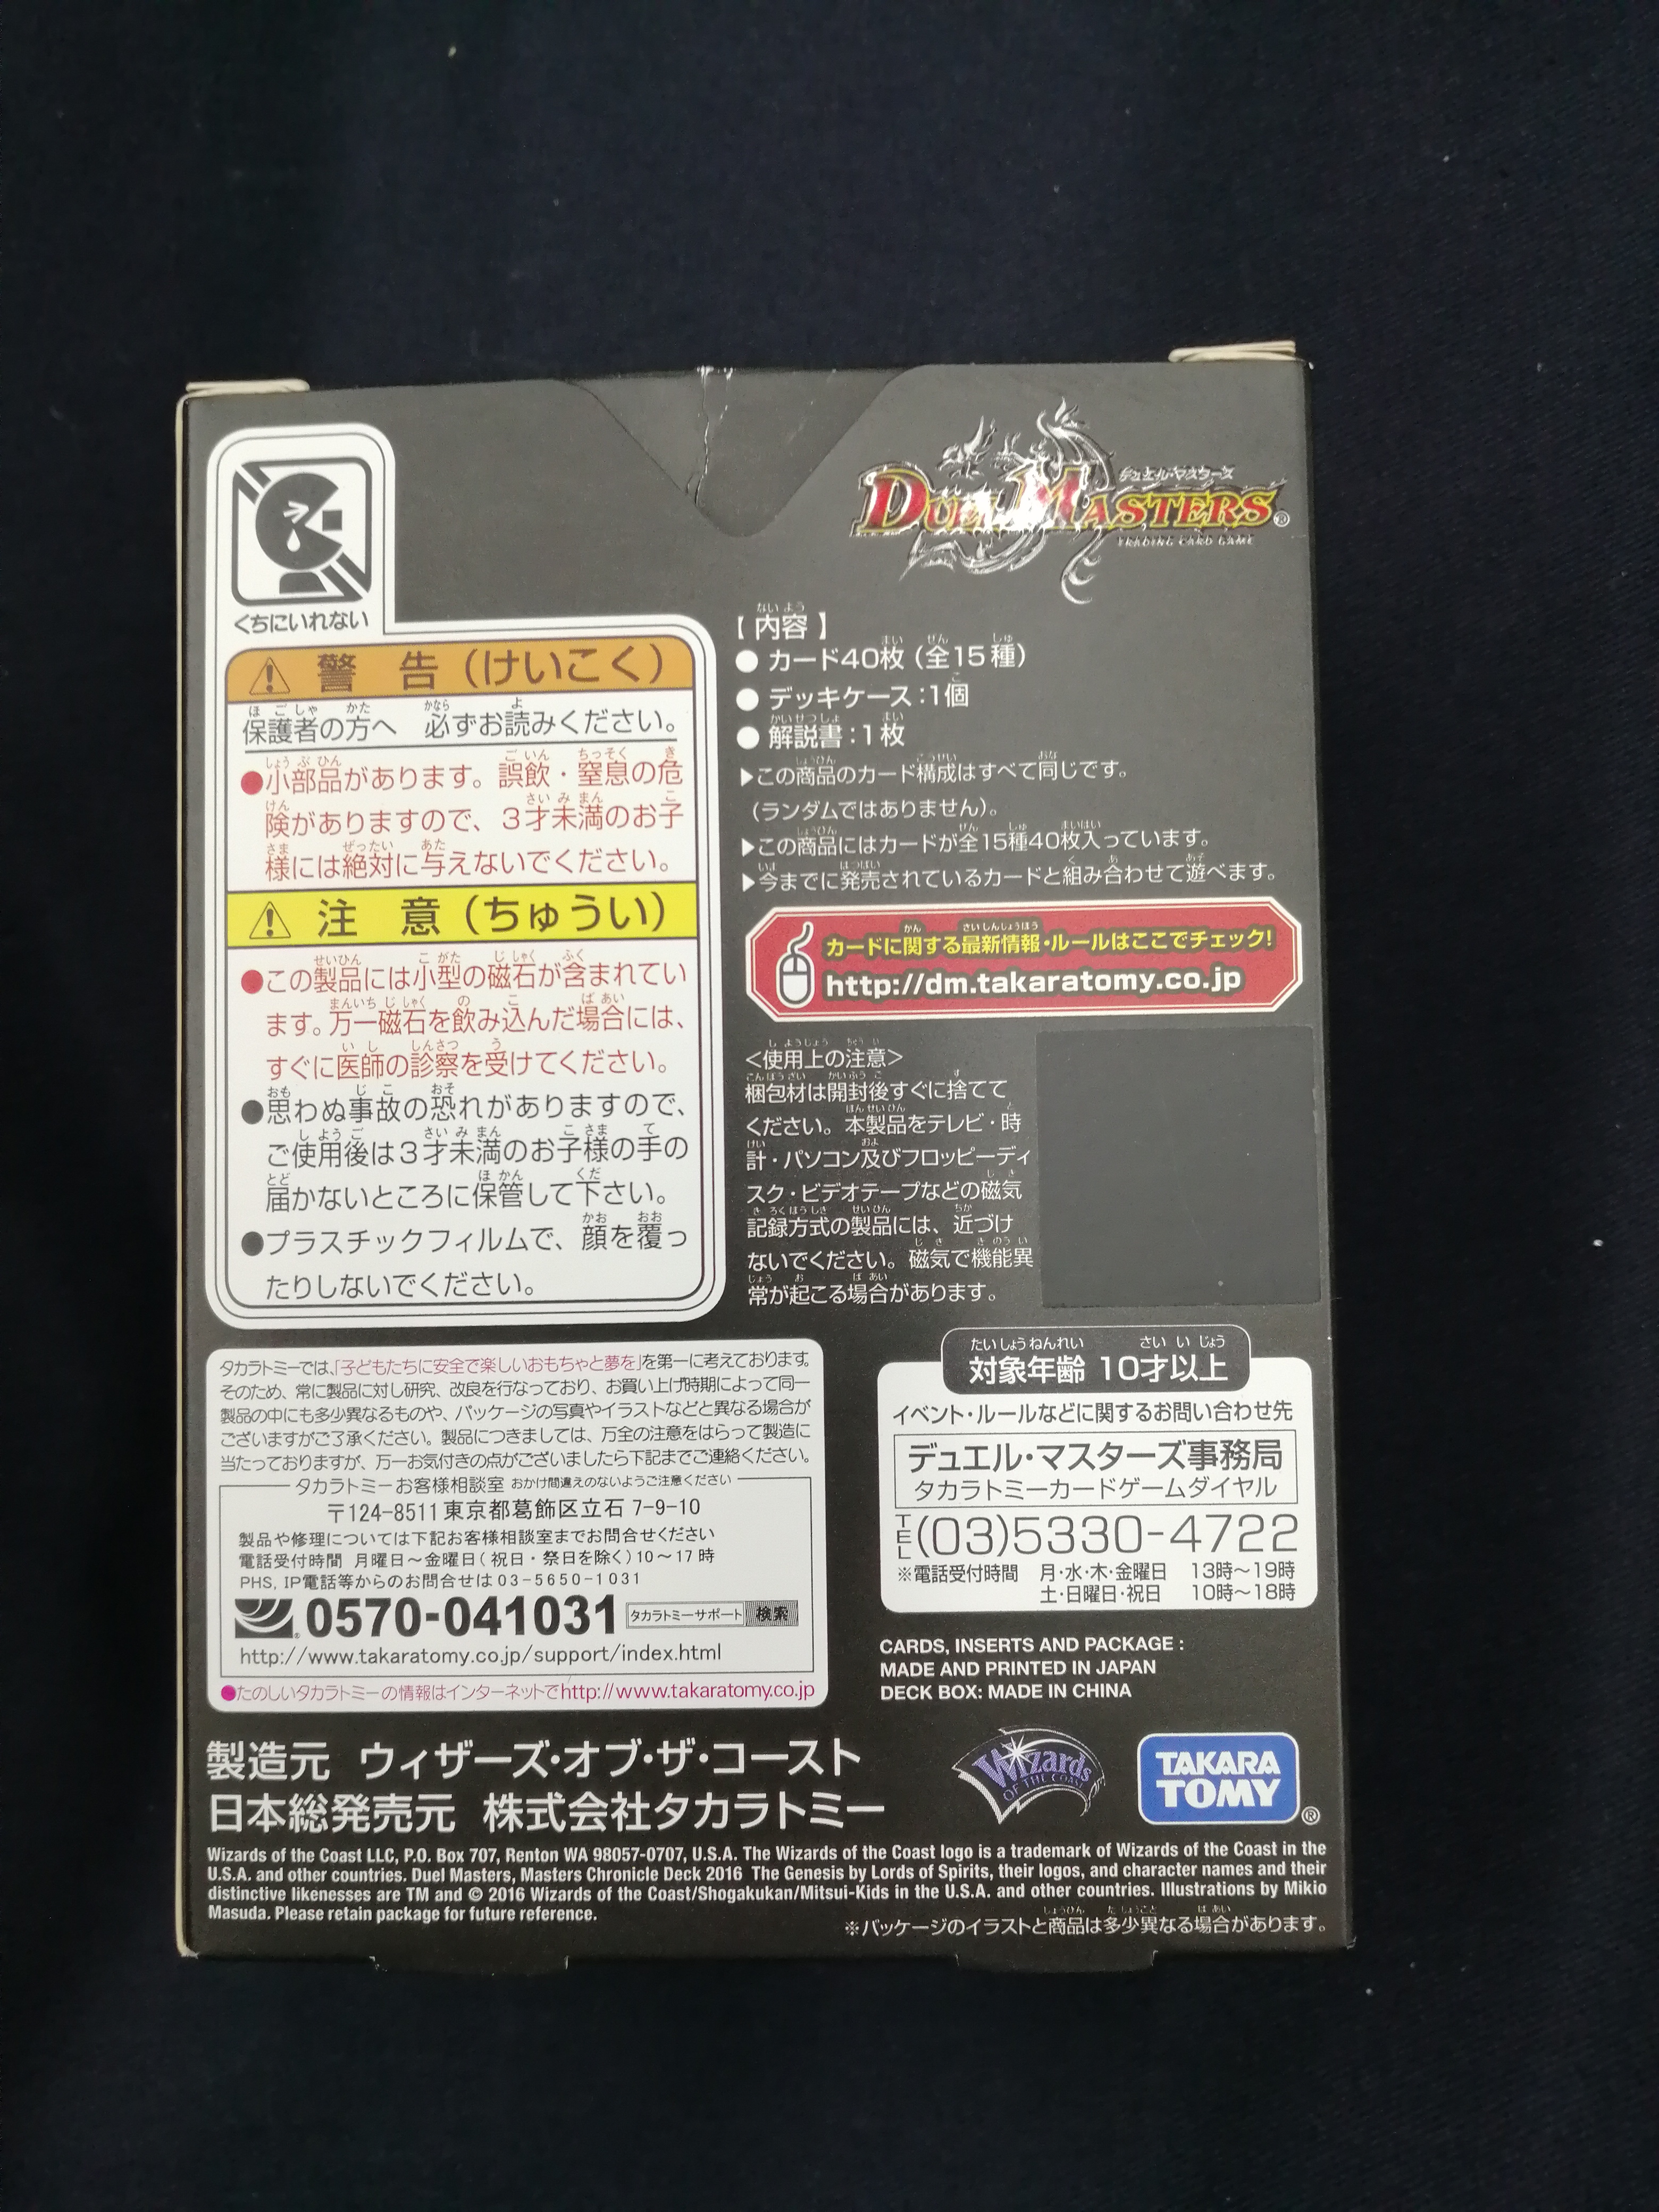 デュエル・マスターズ
DUEL MASTERS®
TRADING CARD GAME
くちにいれない
⚠ 警 告（けいこく）
保護者の方へ 必ずお読みください。
●小部品があります。誤飲・窒息の危
険がありますので、3才未満のお子
様には絶対に与えないでください。
⚠ 注 意（ちゅうい）
●この製品には小型の磁石が含まれてい
ます。万一磁石を飲み込んだ場合には、
すぐに医師の診察を受けてください。
●思わぬ事故の恐れがありますので、
ご使用後は3才未満のお子様の手の
届かないところに保管して下さい。
●プラスチックフィルムで、顔を覆っ
たりしないでください。
【内容】
● カード40枚（全15種）
● デッキケース：1個
● 解説書：1枚
▶この商品のカード構成はすべて同じです。
（ランダムではありません）。
▶この商品にはカードが全15種40枚入っています。
▶今までに発売されているカードと組み合わせて遊べます。
カードに関する最新情報・ルールはここでチェック!
http://dm.takaratomy.co.jp
＜使用上の注意＞
梱包材は開封後すぐに捨てて
ください。本製品をテレビ・時
計・パソコン及びフロッピーディ
スク・ビデオテープなどの磁気
記録方式の製品には、近づけ
ないでください。磁気で機能異
常が起こる場合があります。
タカラトミーでは、「子どもたちに安全で楽しいおもちゃと夢を」を第一に考えております。
そのため、常に製品に対し研究、改良を行なっており、お買い上げ時期によって同一
製品の中にも多少異なるものや、パッケージの写真やイラストなどと異なる場合が
ございますがご了承ください。製品につきましては、万全の注意をはらって製造に
当たっておりますが、万一お気付きの点がございましたら下記までご連絡ください。
タカラトミーお客様相談室 おかけ間違えのないようご注意ください
〒124-8511 東京都葛飾区立石 7-9-10
製品や修理については下記お客様相談室までお問合せください
電話受付時間 月曜日～金曜日（祝日・祭日を除く）10～17時
PHS, IP電話等からのお問合せは 03-5650-1031
0570-041031 タカラトミーサポート 検索
http://www.takaratomy.co.jp/support/index.html
●たのしいタカラトミーの情報はインターネットでhttp://www.takaratomy.co.jp
対象年齢 10才以上
イベント・ルールなどに関するお問い合わせ先
デュエル・マスターズ事務局
タカラトミーカードゲームダイヤル
TEL (03)5330-4722
※電話受付時間 月・水・木・金曜日 13時～19時
土・日曜日・祝日 10時～18時
CARDS, INSERTS AND PACKAGE :
MADE AND PRINTED IN JAPAN
DECK BOX: MADE IN CHINA
製造元 ウィザーズ・オブ・ザ・コースト
日本総発売元 株式会社タカラトミー
Wizards
OF THE COAST
TAKARA
TOMY®
Wizards of the Coast LLC, P.O. Box 707, Renton WA 98057-0707, U.S.A. The Wizards of the Coast logo is a trademark of Wizards of the Coast in the
U.S.A. and other countries. Duel Masters, Masters Chronicle Deck 2016 The Genesis by Lords of Spirits, their logos, and character names and their
distinctive likenesses are TM and © 2016 Wizards of the Coast/Shogakukan/Mitsui-Kids in the U.S.A. and other countries. Illustrations by Mikio
Masuda. Please retain package for future reference.
※パッケージのイラストと商品は多少異なる場合があります。